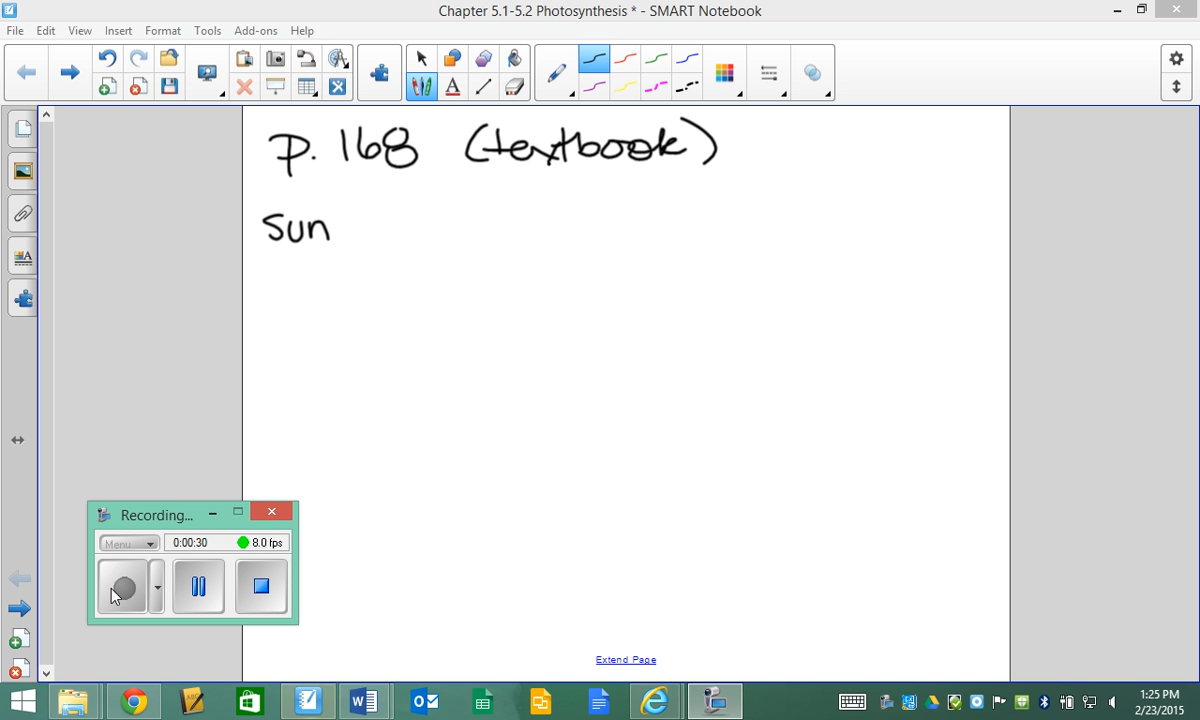 Chapter 5.1-5.2 Photosynthesis * - SMART Notebook
File Edit View Insert Format Tools Add-ons Help
p. 168 (textbook)
Sun
Recording...
Menu 0:00:30 8.0 fps
Extend Page
1:25 PM
2/23/2015